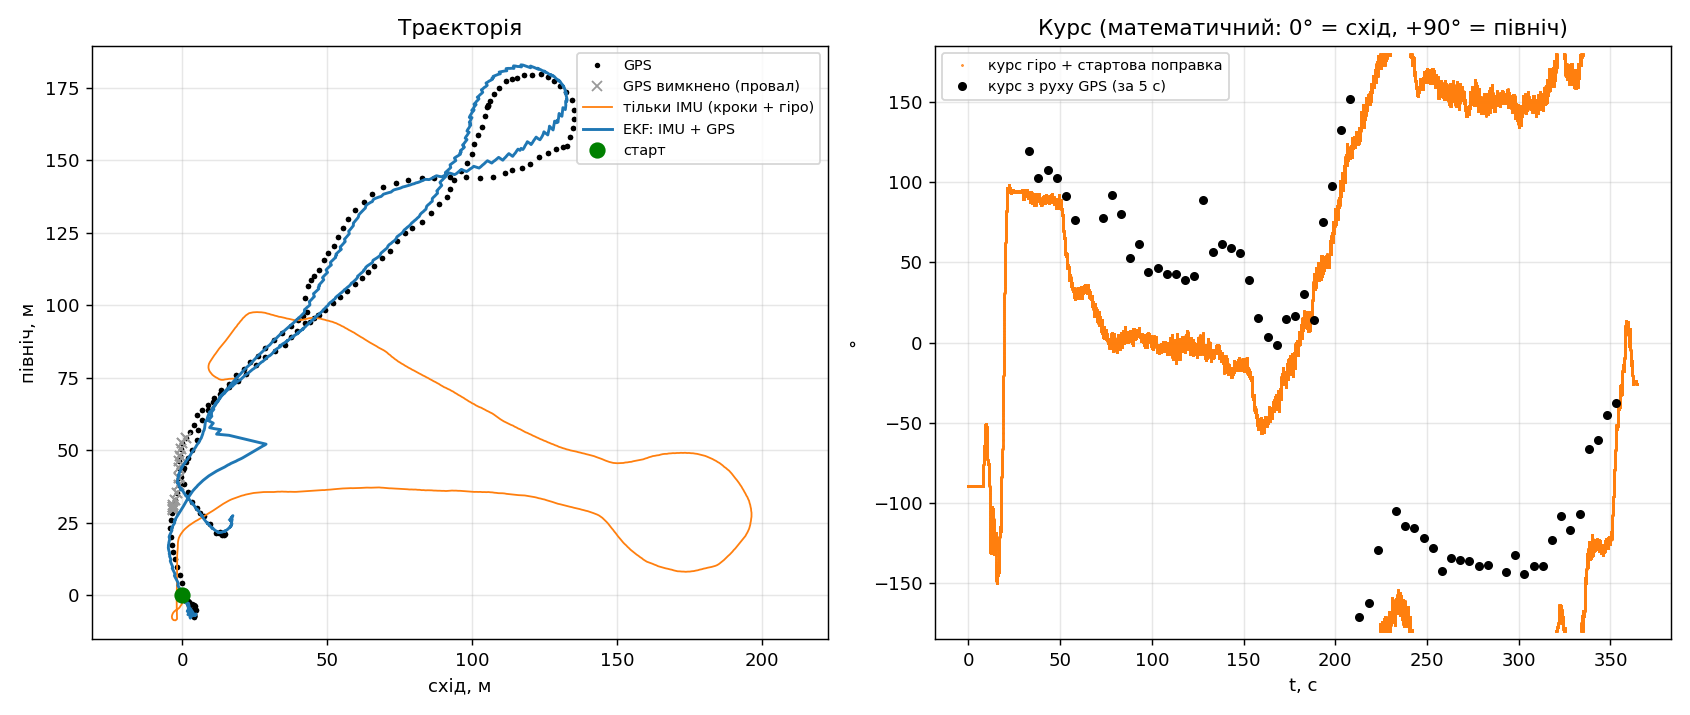 Траєкторія
GPS
GPS вимкнено (провал)
тільки IMU (кроки + гіро)
EKF: IMU + GPS
старт
північ, м
175
150
125
100
75
50
25
0
0
50
100
150
200
схід, м
Курс (математичний: 0° = схід, +90° = північ)
курс гіро + стартова поправка
курс з руху GPS (за 5 с)
°
150
100
50
0
−50
−100
−150
0
50
100
150
200
250
300
350
t, с